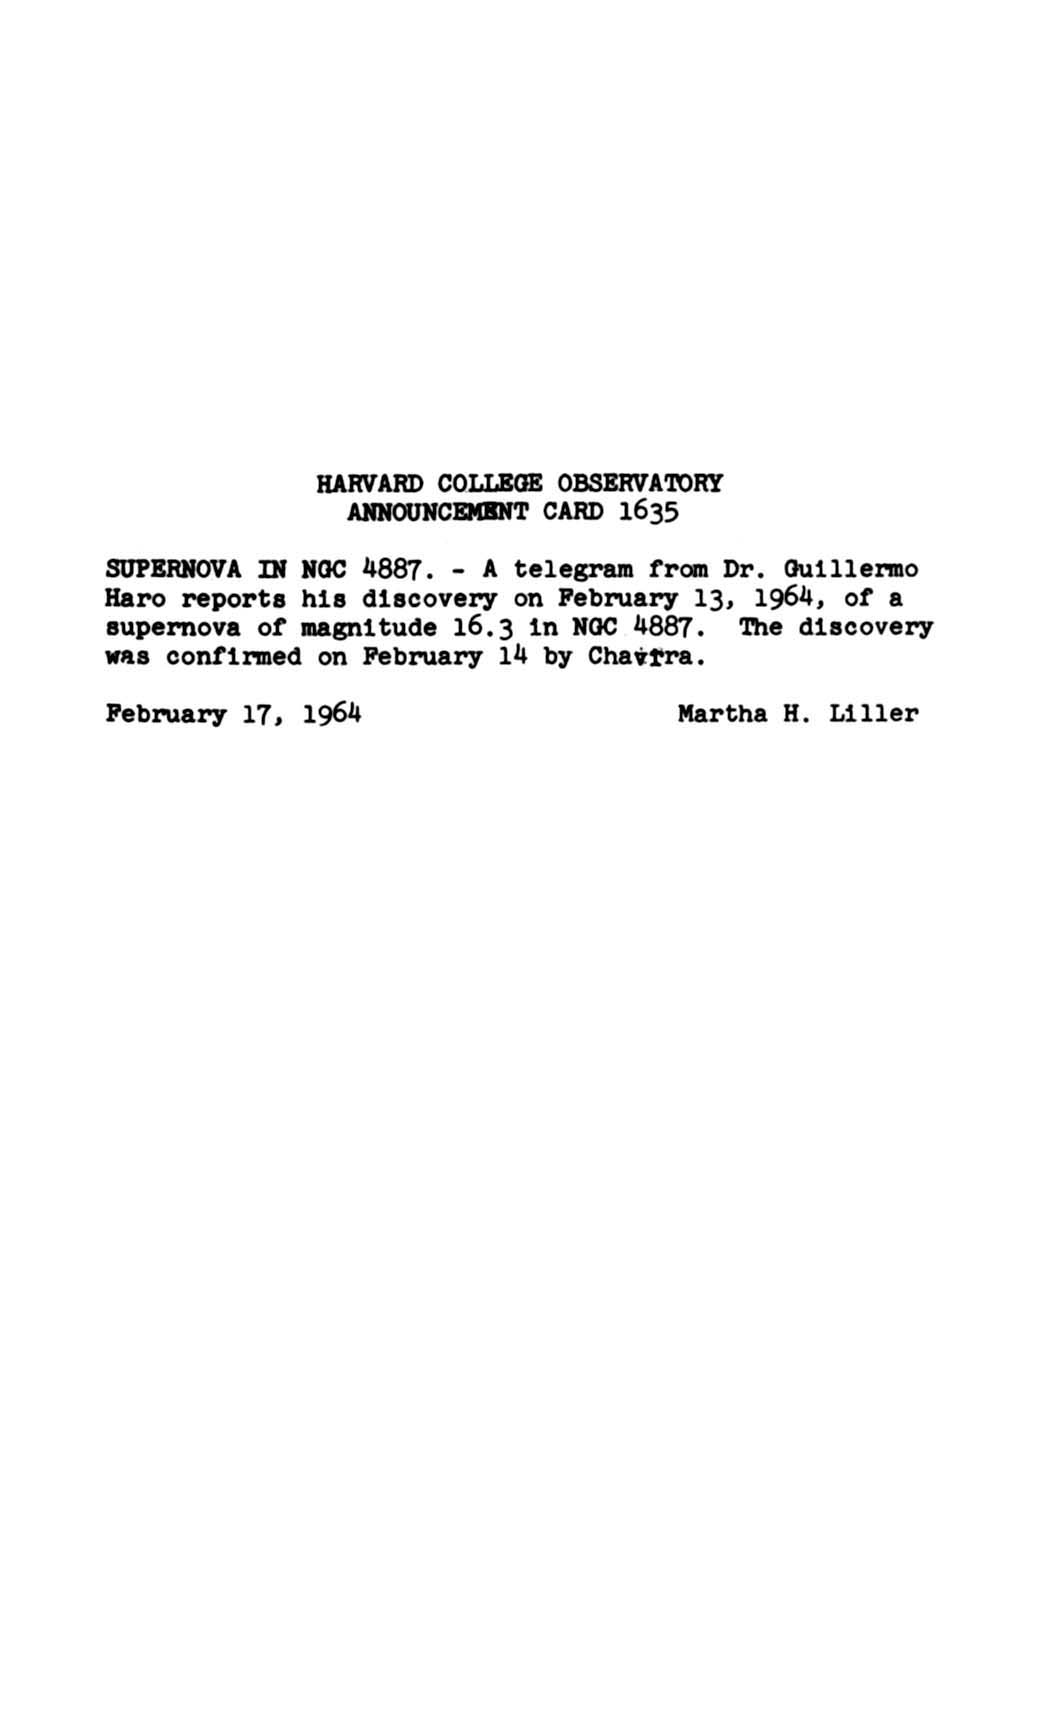 HARVARD COLLEGE OBSERVATORY
ANNOUNCEMENT CARD 1635
SUPERNOVA IN NGC 4887. - A telegram from Dr. Guillermo
Haro reports his discovery on February 13, 1964, of a
supernova of magnitude 16.3 in NGC 4887. The discovery
was confirmed on February 14 by Chavira.
February 17, 1964 Martha H. Liller